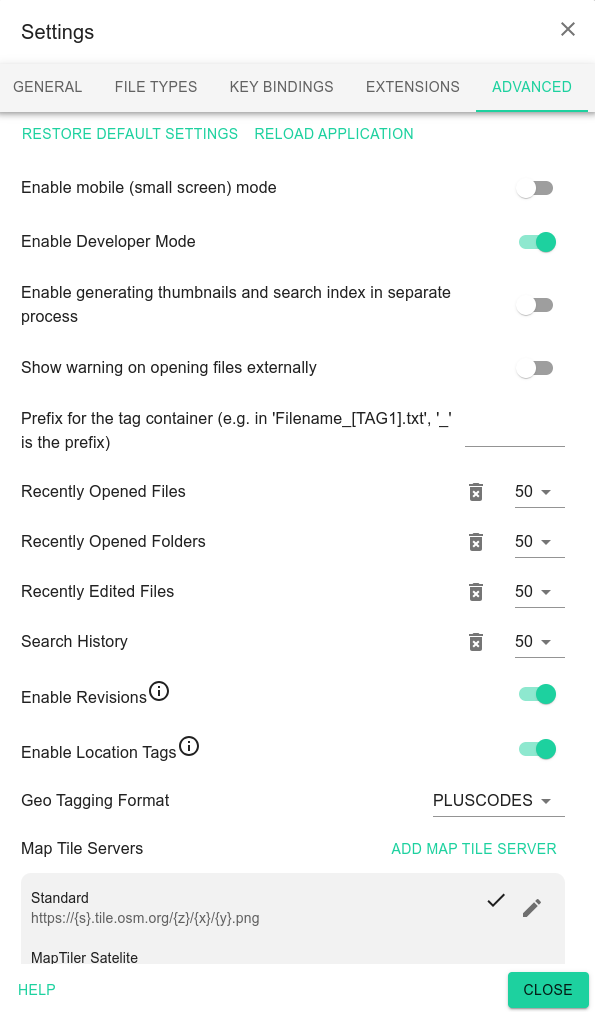 Settings
GENERAL FILE TYPES KEY BINDINGS EXTENSIONS ADVANCED
RESTORE DEFAULT SETTINGS RELOAD APPLICATION
Enable mobile (small screen) mode
Enable Developer Mode
Enable generating thumbnails and search index in separate
process
Show warning on opening files externally
Prefix for the tag container (e.g. in 'Filename_[TAG1].txt', '_'
is the prefix)
Recently Opened Files 50
Recently Opened Folders 50
Recently Edited Files 50
Search History 50
Enable Revisions
Enable Location Tags
Geo Tagging Format PLUSCODES
Map Tile Servers ADD MAP TILE SERVER
Standard
https://{s}.tile.osm.org/{z}/{x}/{y}.png
MapTiler Satelite
HELP CLOSE